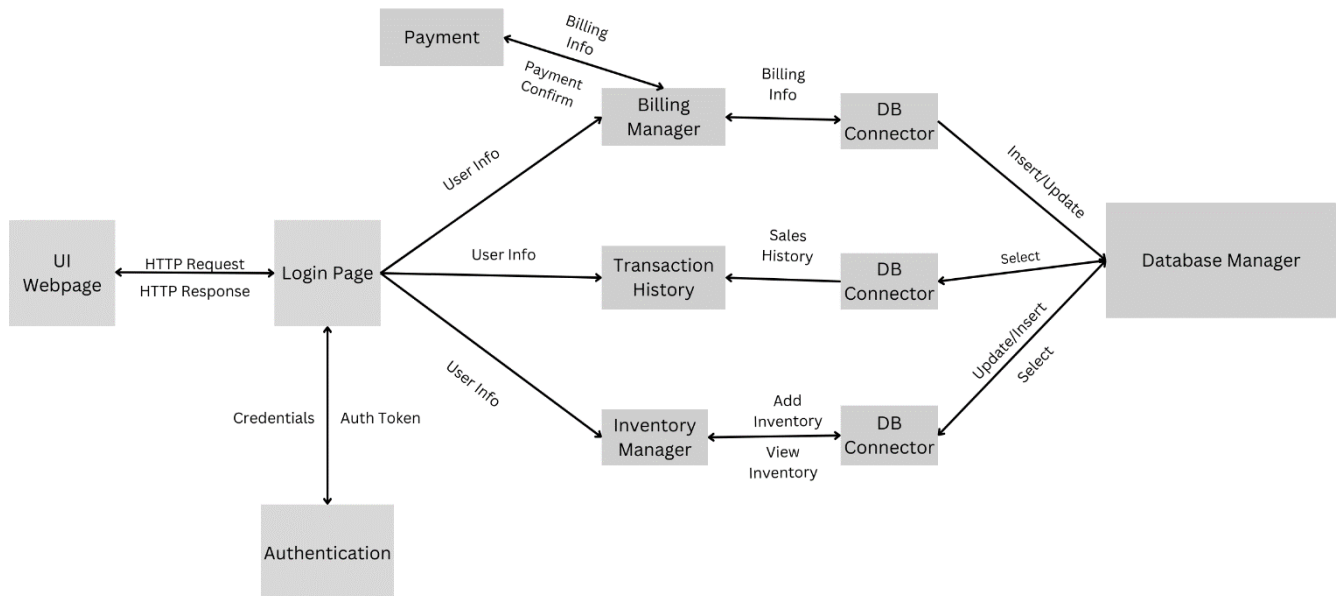 Payment
Billing
Info
Payment
Confirm
Billing
Manager
Billing
Info
DB
Connector
Insert/Update
User Info
UI
Webpage
HTTP Request
HTTP Response
Login Page
User Info
Transaction
History
Sales
History
DB
Connector
Select
Database Manager
User Info
Inventory
Manager
Add
Inventory
View
Inventory
DB
Connector
Update/Insert
Select
Credentials
Auth Token
Authentication